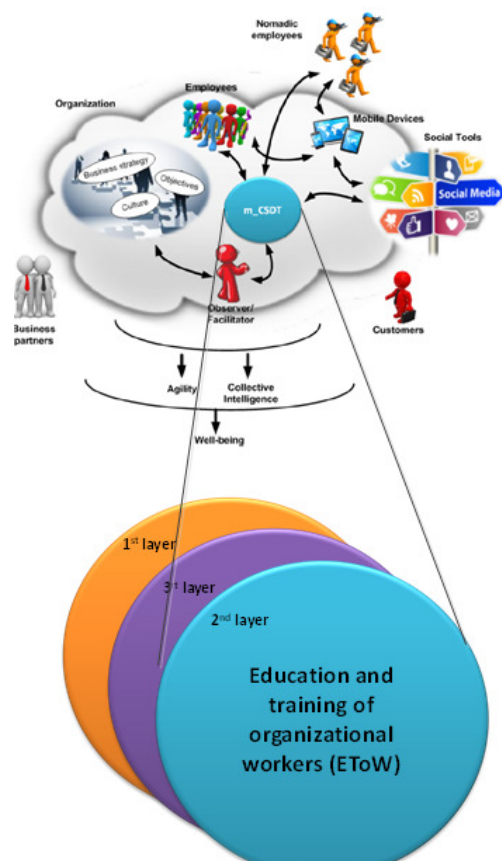 Nomadic
employees
Employees
Organization
Mobile Devices
Social Tools
Business strategy
Objectives
Culture
m_CSDT
Social Media
Observer/
Facilitator
Business
partners
Customers
Agility
Collective
Intelligence
Well-being
1st layer
3st layer
2nd layer
Education and
training of
organizational
workers (EToW)